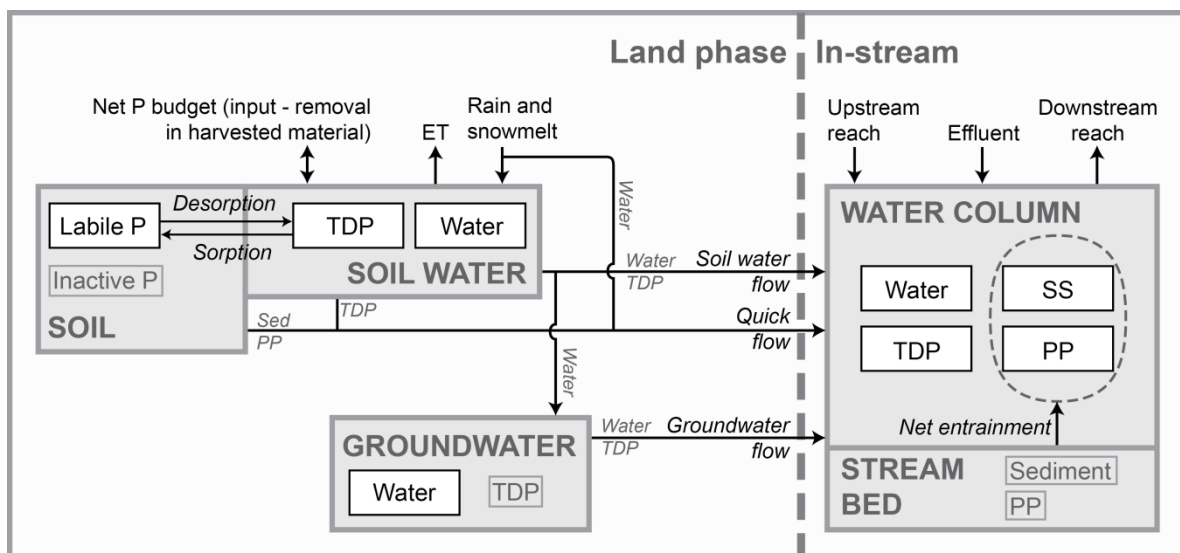 Land phase
In-stream
Net P budget (input - removal
in harvested material)
ET
Rain and
snowmelt
Upstream
reach
Effluent
Downstream
reach
Labile P
Desorption
Sorption
TDP
Water
Inactive P
SOIL WATER
SOIL
Water
Water
TDP
Soil water
flow
TDP
Sed
PP
Quick
flow
Water
GROUNDWATER
Water
TDP
Water
TDP
Groundwater
flow
WATER COLUMN
Water
SS
TDP
PP
Net entrainment
STREAM
BED
Sediment
PP